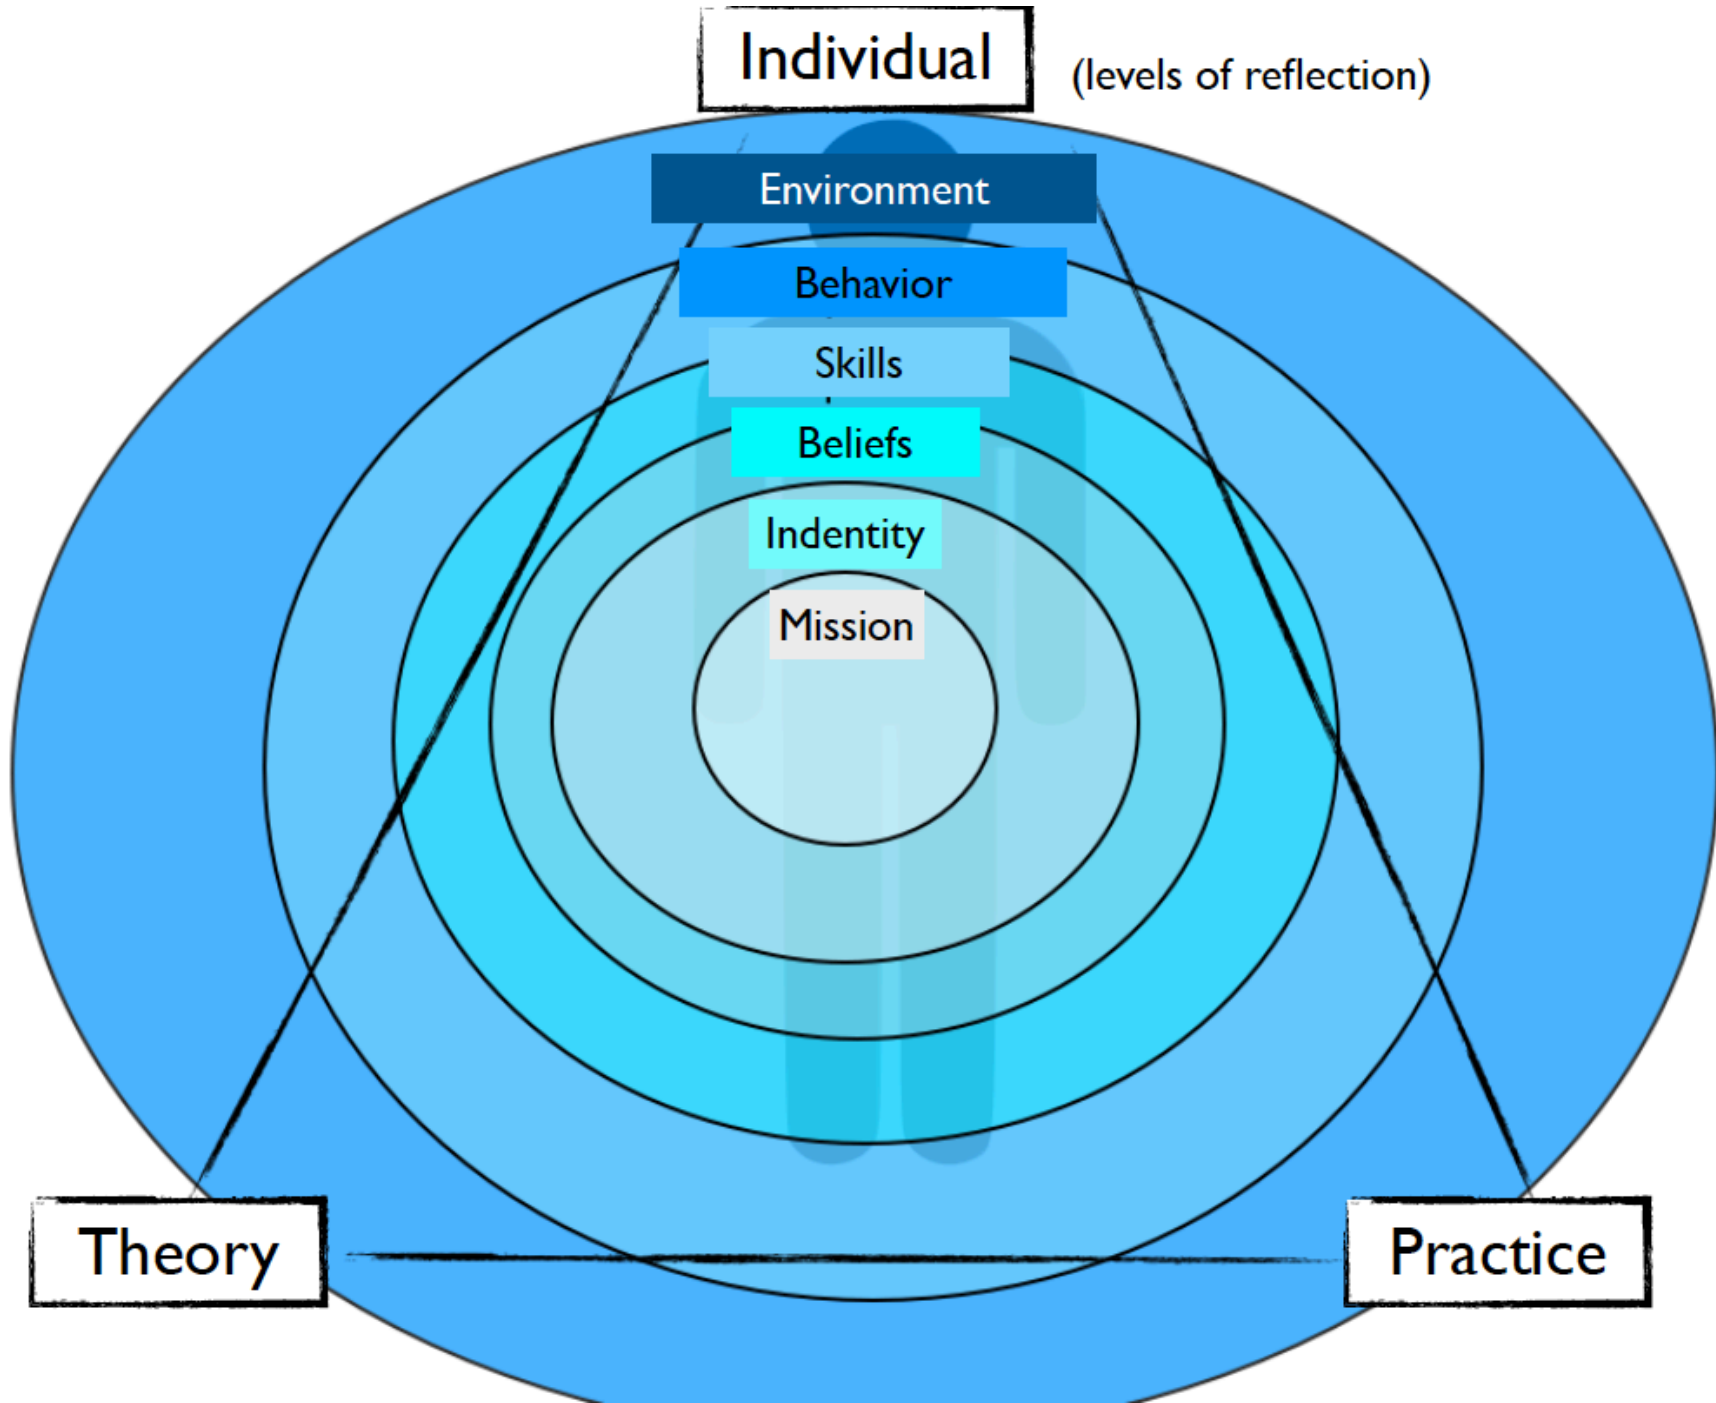 Individual
(levels of reflection)
Environment
Behavior
Skills
Beliefs
Indentity
Mission
Theory
Practice